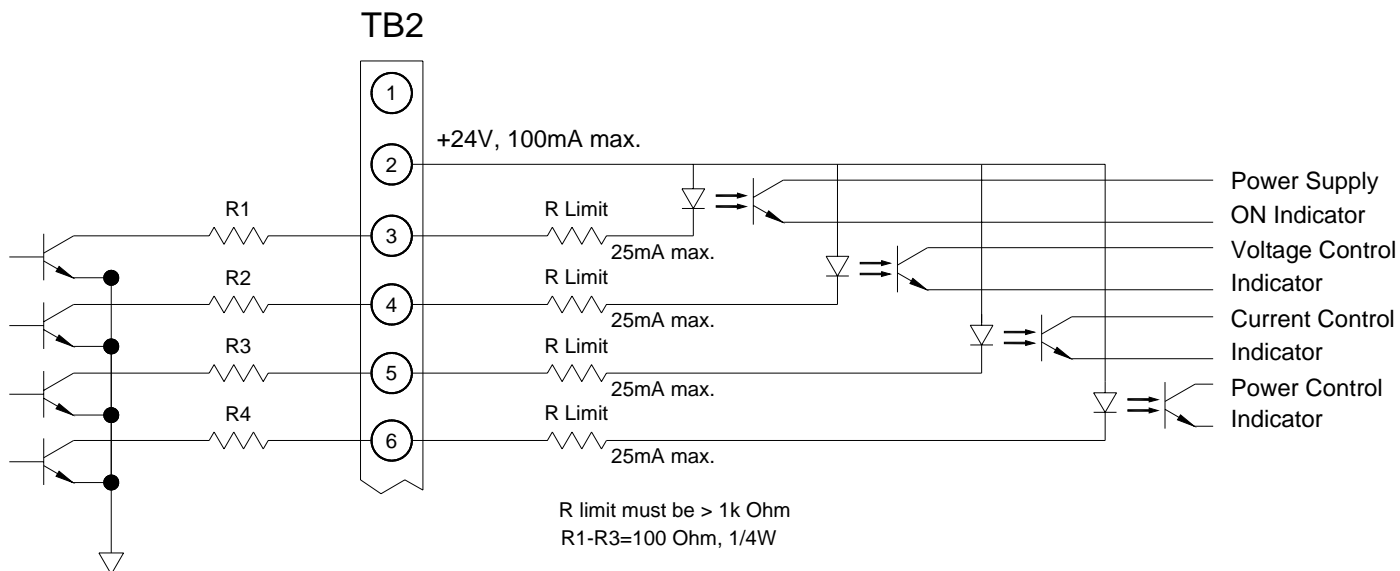 TB2
1
+24V, 100mA max.
2
Power Supply
R1
R Limit
ON Indicator
3
25mA max.
Voltage Control
R2
R Limit
Indicator
4
25mA max.
Current Control
R3
R Limit
Indicator
5
25mA max.
Power Control
R4
R Limit
Indicator
6
25mA max.
R limit must be > 1k Ohm
R1-R3=100 Ohm, 1/4W